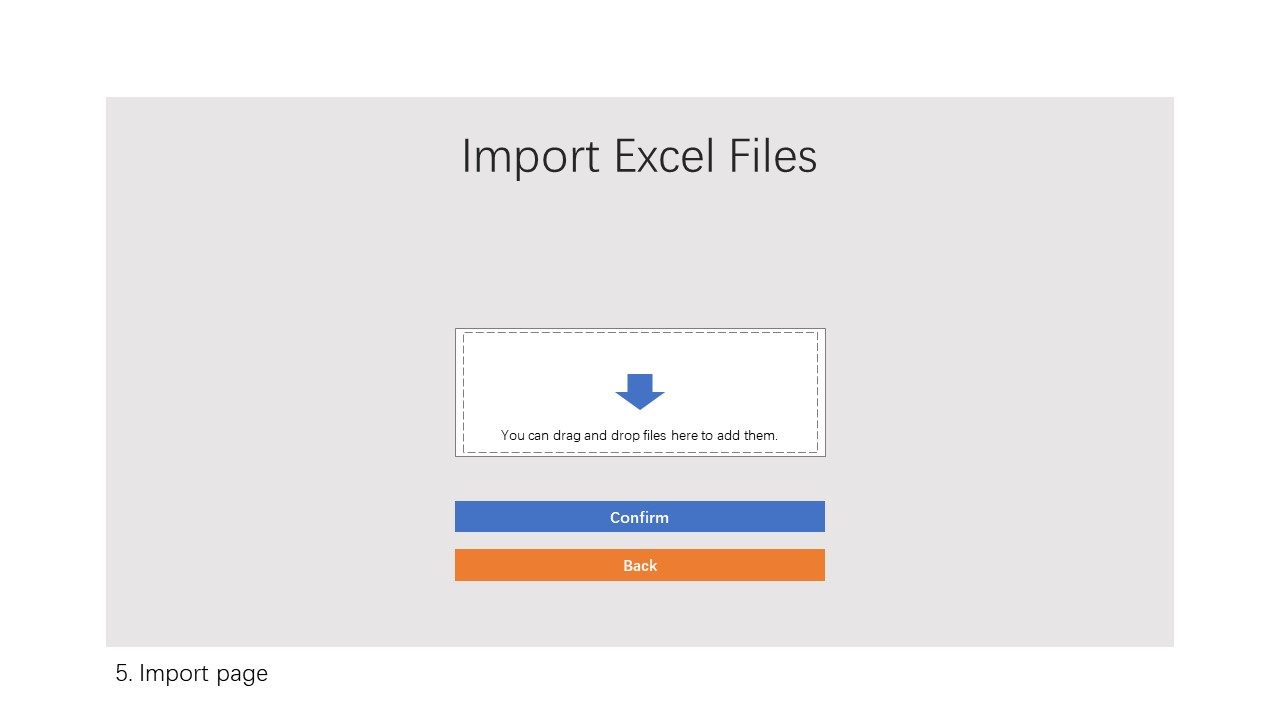 Import Excel Files
You can drag and drop files here to add them.
Confirm
Back
5. Import page